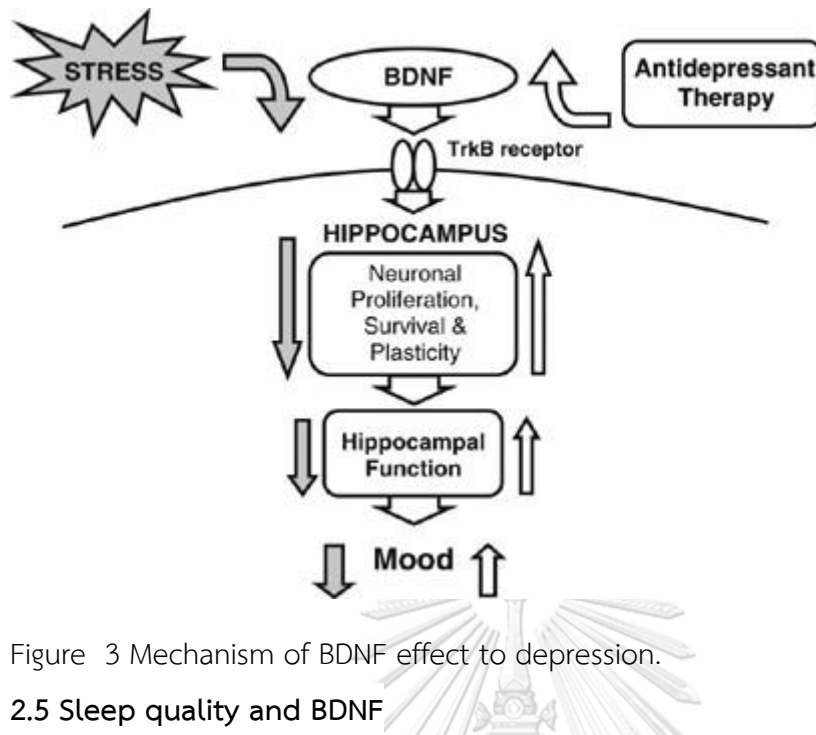 STRESS
BDNF
Antidepressant
Therapy
TrkB receptor
HIPPOCAMPUS
Neuronal
Proliferation,
Survival &
Plasticity
Hippocampal
Function
Mood
Figure 3 Mechanism of BDNF effect to depression.
2.5 Sleep quality and BDNF